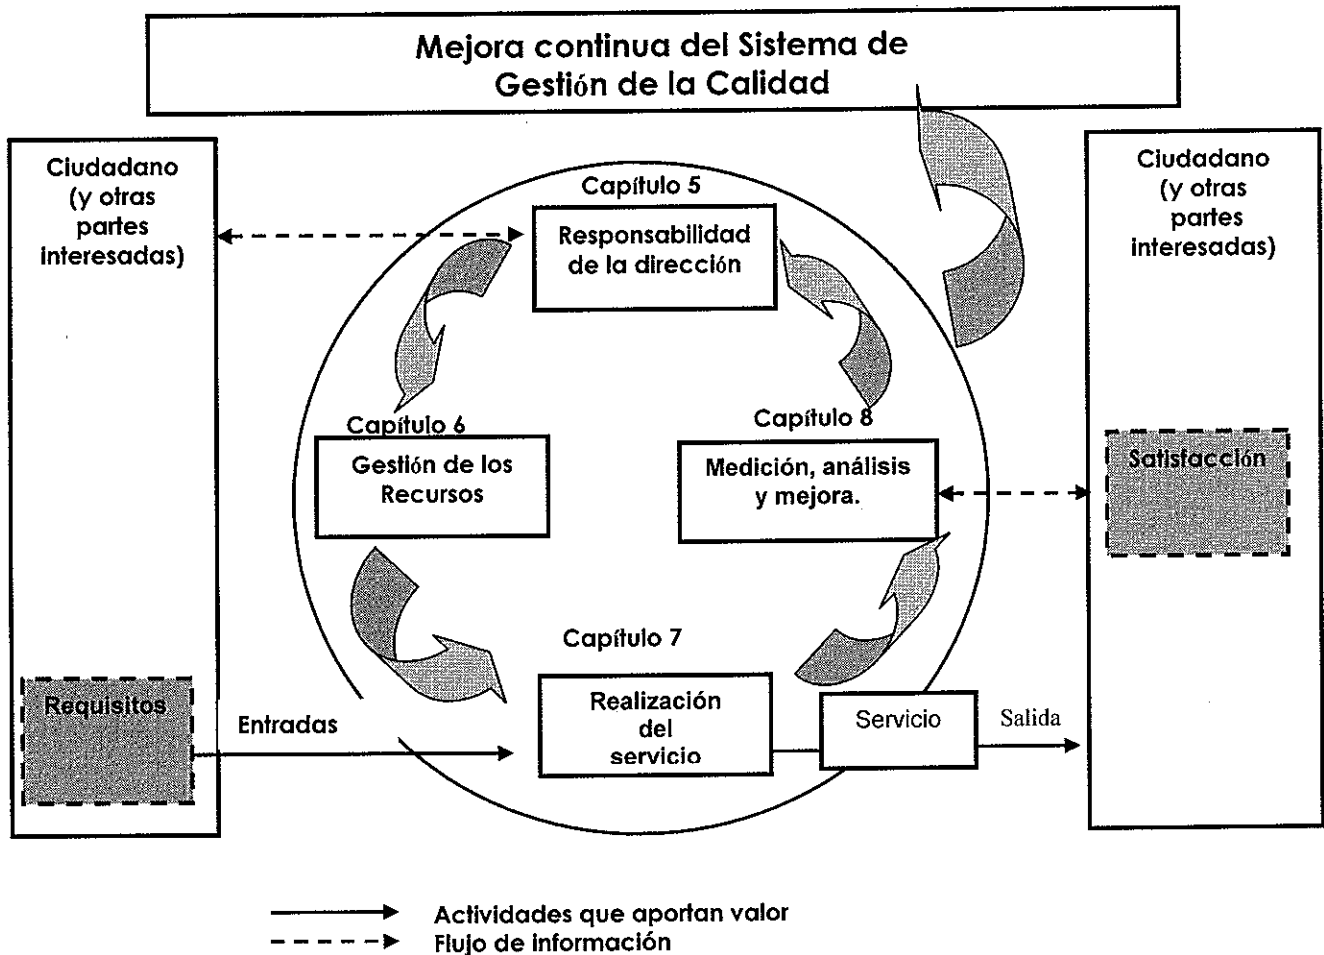 Mejora continua del Sistema de
Gestión de la Calidad
Ciudadano
(y otras
partes
interesadas)
Ciudadano
(y otras
partes
interesadas)
Capítulo 5
Responsabilidad
de la dirección
Capítulo 6
Gestión de los
Recursos
Capítulo 8
Medición, análisis
y mejora.
Satisfacción
Capítulo 7
Realización
del
servicio
Requisitos
Entradas
Servicio
Salida
Actividades que aportan valor
Flujo de información